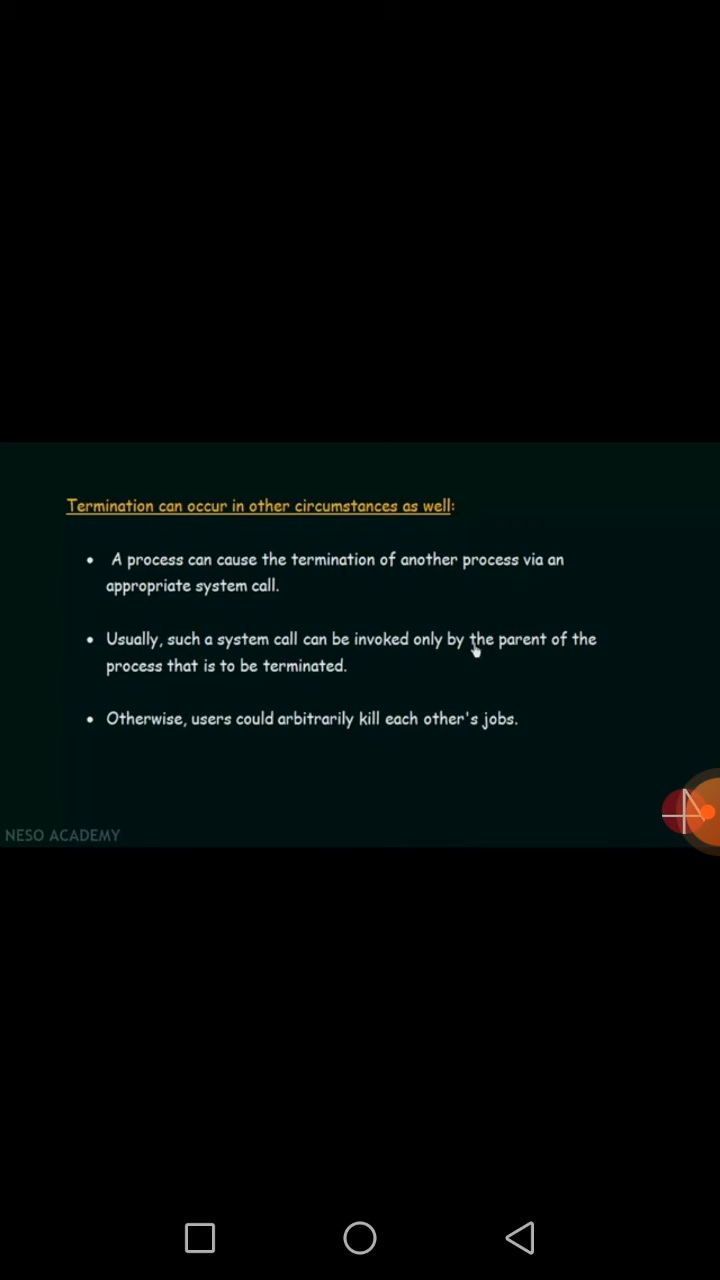 Termination can occur in other circumstances as well:
• A process can cause the termination of another process via an
appropriate system call.
• Usually, such a system call can be invoked only by the parent of the
process that is to be terminated.
• Otherwise, users could arbitrarily kill each other's jobs.
NESO ACADEMY